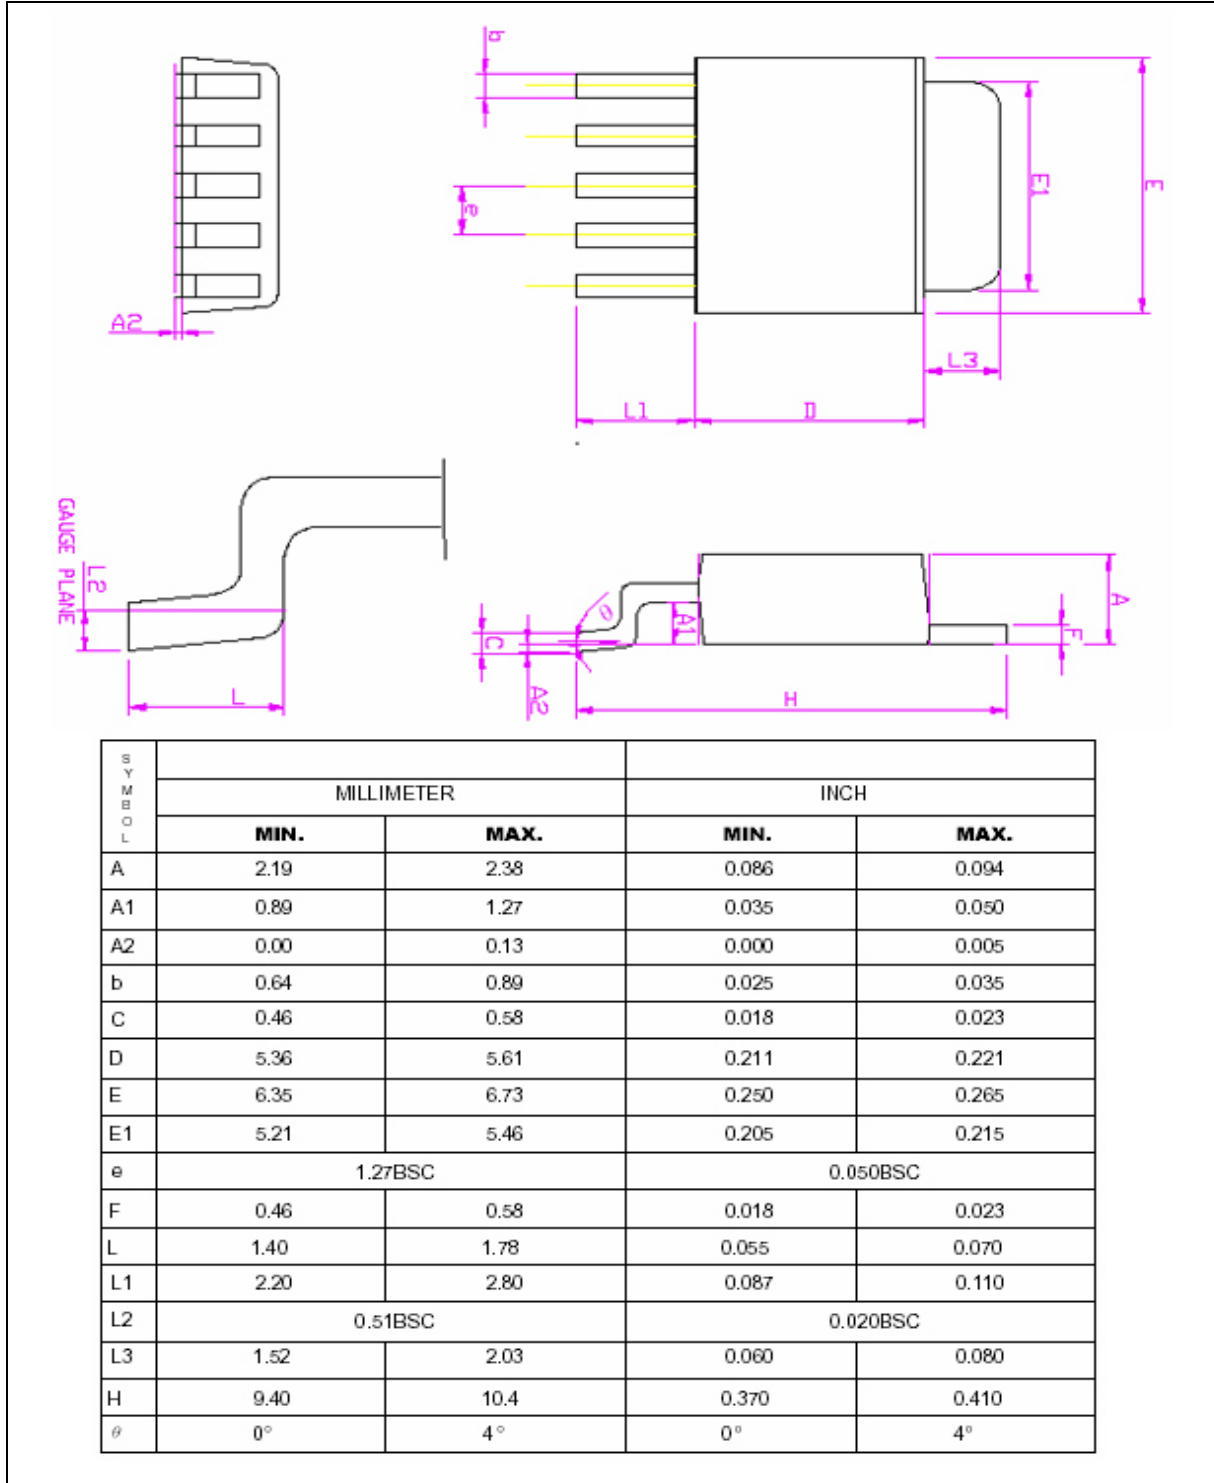 b
e
E1
E
A2
L3
L1
D
GAUGE PLANE
L2
L
θ
C
A2
A1
F
A
H
SYMBOL
MILLIMETER INCH
MIN. MAX. MIN. MAX.
A 2.19 2.38 0.086 0.094
A1 0.89 1.27 0.035 0.050
A2 0.00 0.13 0.000 0.005
b 0.64 0.89 0.025 0.035
C 0.46 0.58 0.018 0.023
D 5.36 5.61 0.211 0.221
E 6.35 6.73 0.250 0.265
E1 5.21 5.46 0.205 0.215
e 1.27BSC 0.050BSC
F 0.46 0.58 0.018 0.023
L 1.40 1.78 0.055 0.070
L1 2.20 2.80 0.087 0.110
L2 0.51BSC 0.020BSC
L3 1.52 2.03 0.060 0.080
H 9.40 10.4 0.370 0.410
θ 0° 4° 0° 4°